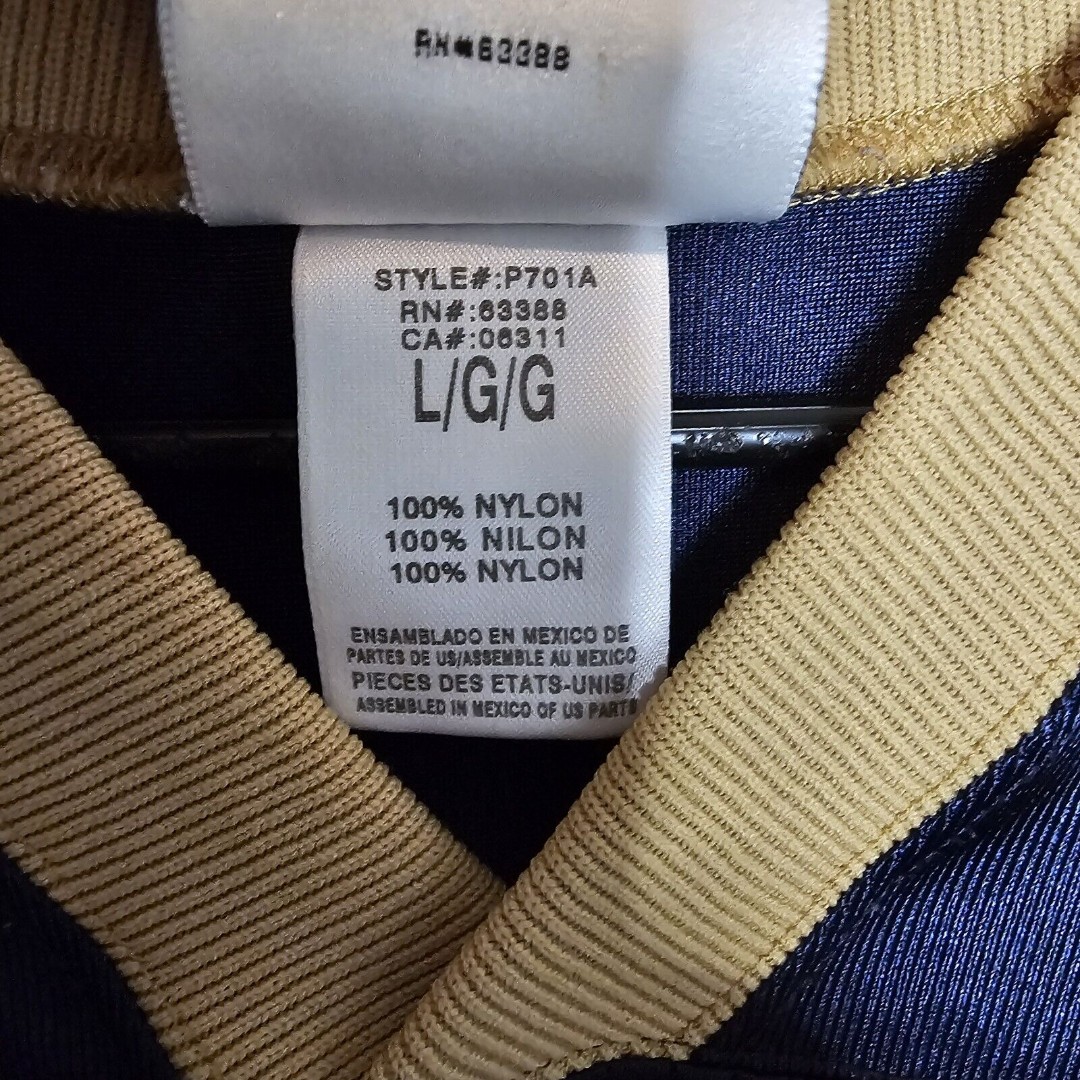 RN#63388
STYLE#:P701A
RN#:63388
CA#:06311
L/G/G
100% NYLON
100% NILON
100% NYLON
ENSAMBLADO EN MEXICO DE
PARTES DE US/ASSEMBLE AU MEXICO
PIECES DES ETATS-UNIS/
ASSEMBLED IN MEXICO OF US PARTS